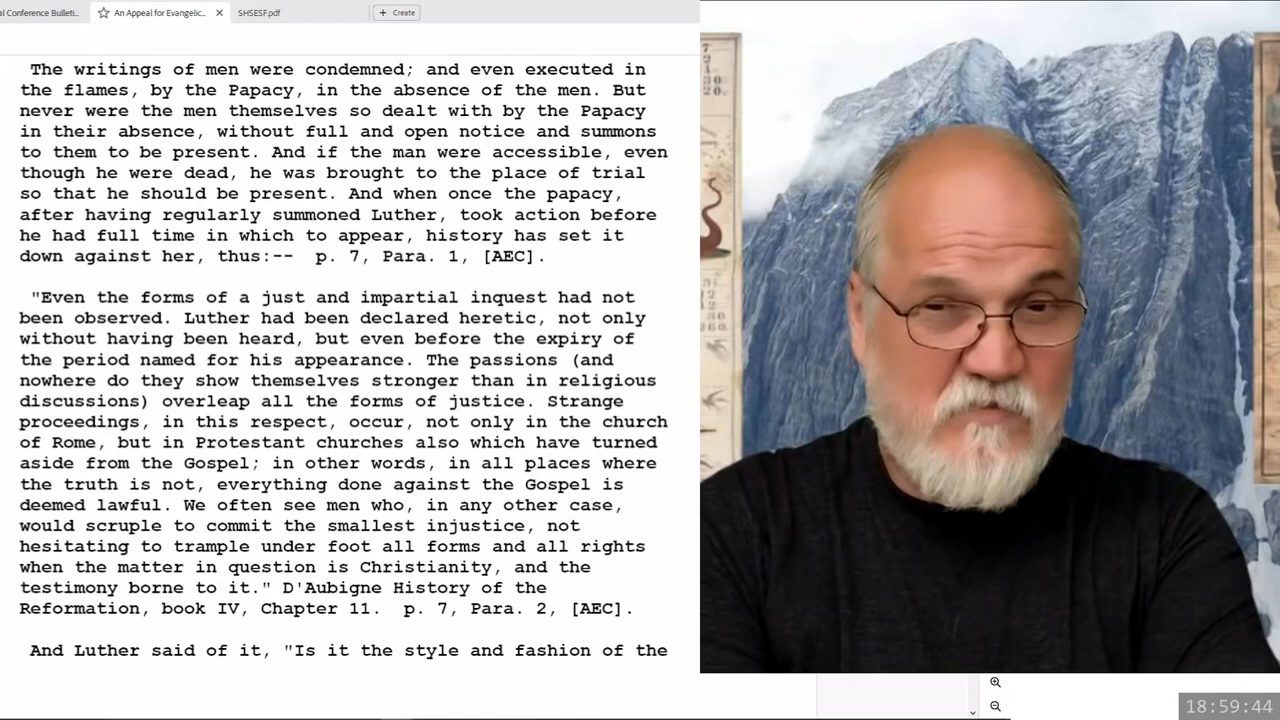 al Conference Bulleti...
An Appeal for Evangelic...
SHSESF.pdf
+ Create
The writings of men were condemned; and even executed in
the flames, by the Papacy, in the absence of the men. But
never were the men themselves so dealt with by the Papacy
in their absence, without full and open notice and summons
to them to be present. And if the man were accessible, even
though he were dead, he was brought to the place of trial
so that he should be present. And when once the papacy,
after having regularly summoned Luther, took action before
he had full time in which to appear, history has set it
down against her, thus:-- p. 7, Para. 1, [AEC].
"Even the forms of a just and impartial inquest had not
been observed. Luther had been declared heretic, not only
without having been heard, but even before the expiry of
the period named for his appearance. The passions (and
nowhere do they show themselves stronger than in religious
discussions) overleap all the forms of justice. Strange
proceedings, in this respect, occur, not only in the church
of Rome, but in Protestant churches also which have turned
aside from the Gospel; in other words, in all places where
the truth is not, everything done against the Gospel is
deemed lawful. We often see men who, in any other case,
would scruple to commit the smallest injustice, not
hesitating to trample under foot all forms and all rights
when the matter in question is Christianity, and the
testimony borne to it." D'Aubigne History of the
Reformation, book IV, Chapter 11. p. 7, Para. 2, [AEC].
And Luther said of it, "Is it the style and fashion of the
18:59:44